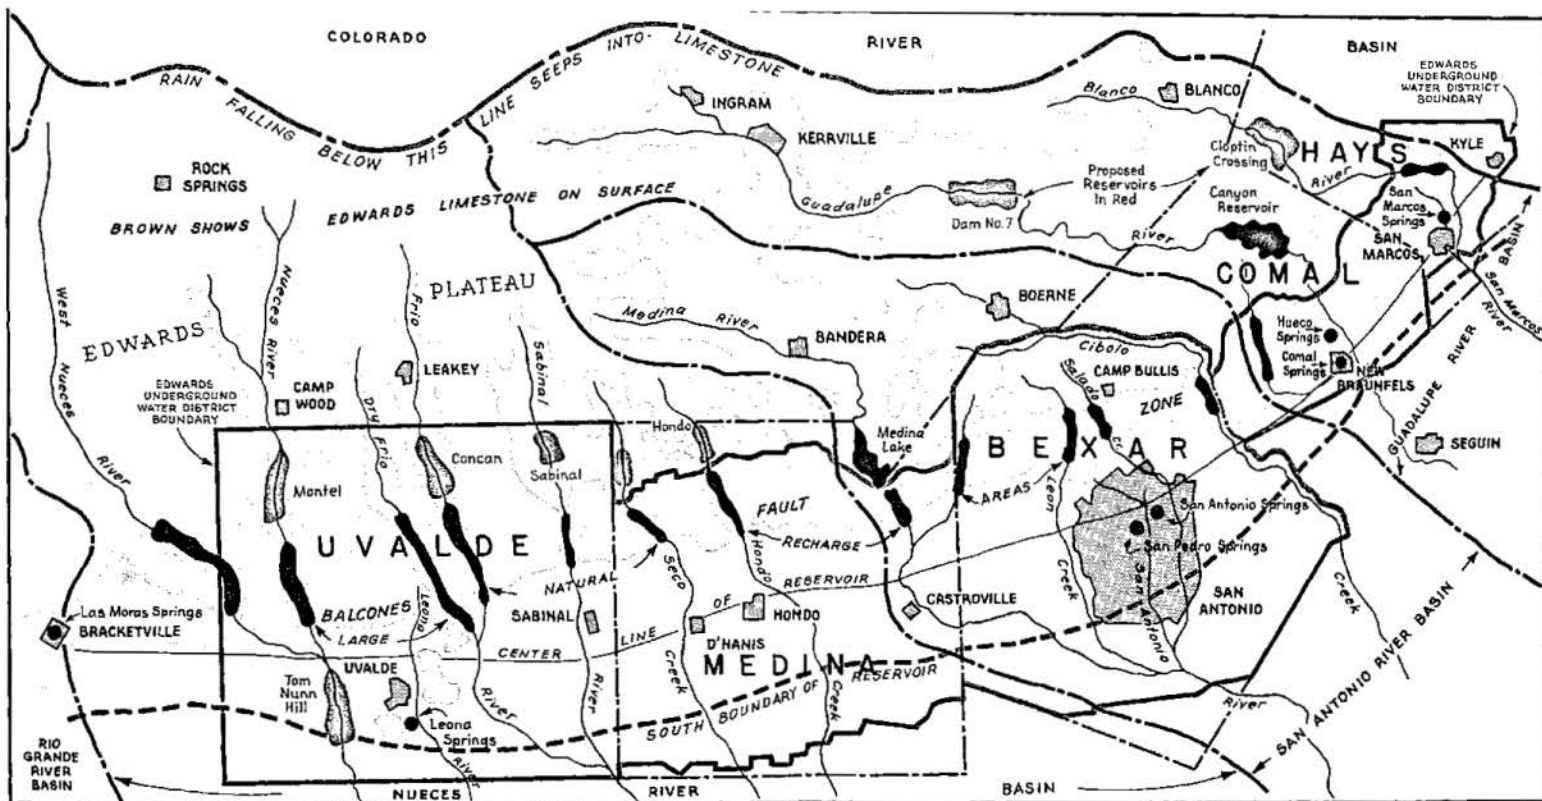 COLORADO
RIVER
BASIN
RAIN FALLING BELOW THIS LINE SEEPS INTO LIMESTONE
EDWARDS
UNDERGROUND
WATER DISTRICT
BOUNDARY
INGRAM
Blanco
BLANCO
KERRVILLE
Cloptin
Crossing
HAYS
KYLE
River
ROCK
SPRINGS
BROWN SHOWS
EDWARDS LIMESTONE ON SURFACE
Guadalupe
Proposed
Reservoirs
In Red
Dam No. 7
River
Canyon
Reservoir
San
Marcos
Springs
SAN
MARCOS
BASIN
San Marcos
River
COMAL
West
Nueces
River
NUECES
RIVER
Frio
PLATEAU
EDWARDS
Medina
River
BOERNE
BANDERA
Sabinal
Hueco
Springs
Comal
Springs
NEW
BRAUNFELS
GUADALUPE
RIVER
Cibolo
CAMP BULLIS
Salado
Cr
ZONE
LEAKEY
CAMP
WOOD
Dry Frio
EDWARDS
UNDERGROUND
WATER DISTRICT
BOUNDARY
Hondo
Medina
Lake
BEXAR
SEGUIN
Montel
Concan
Sabinal
AREAS
Leon
Creek
San Antonio Springs
San Pedro Springs
FAULT
RECHARGE
UVALDE
NATURAL
Seco
Creek
Hondo
Creek
RESERVOIR
OF
LINE
CENTER
Las Moras Springs
BRACKETVILLE
BALCONES
LARGE
Leona
River
SABINAL
HONDO
D'HANIS
CASTROVILLE
SAN
ANTONIO
San Antonio
River
Creek
SAN ANTONIO RIVER BASIN
MEDINA
UVALDE
Tom
Nunn
Hill
Leona
Springs
River
River
SOUTH BOUNDARY OF RESERVOIR
RIO
GRANDE
RIVER
BASIN
NUECES
RIVER
BASIN